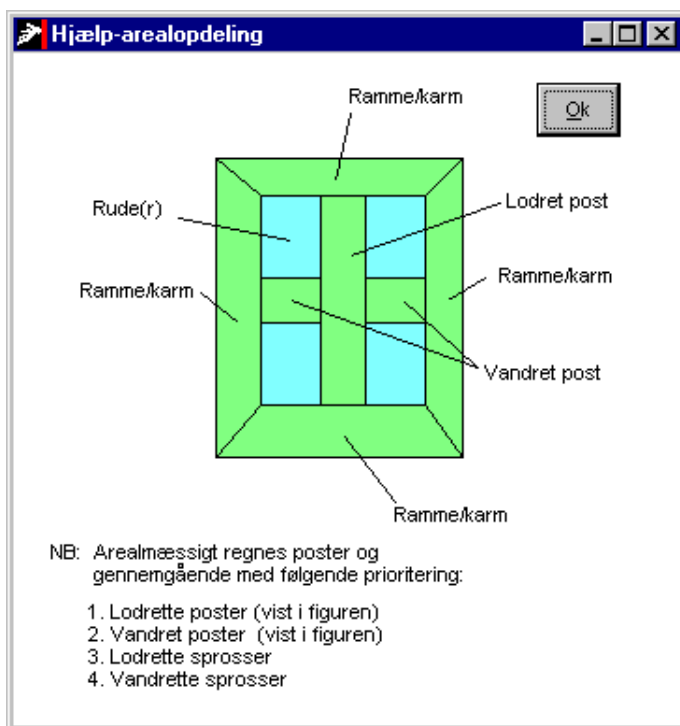 Hjælp-arealopdeling
Ramme/karm
Ok
Rude(r)
Lodret post
Ramme/karm
Ramme/karm
Vandret post
Ramme/karm
NB: Arealmæssigt regnes poster og
gennemgående med følgende prioritering:
1. Lodrette poster (vist i figuren)
2. Vandret poster (vist i figuren)
3. Lodrette sprosser
4. Vandrette sprosser